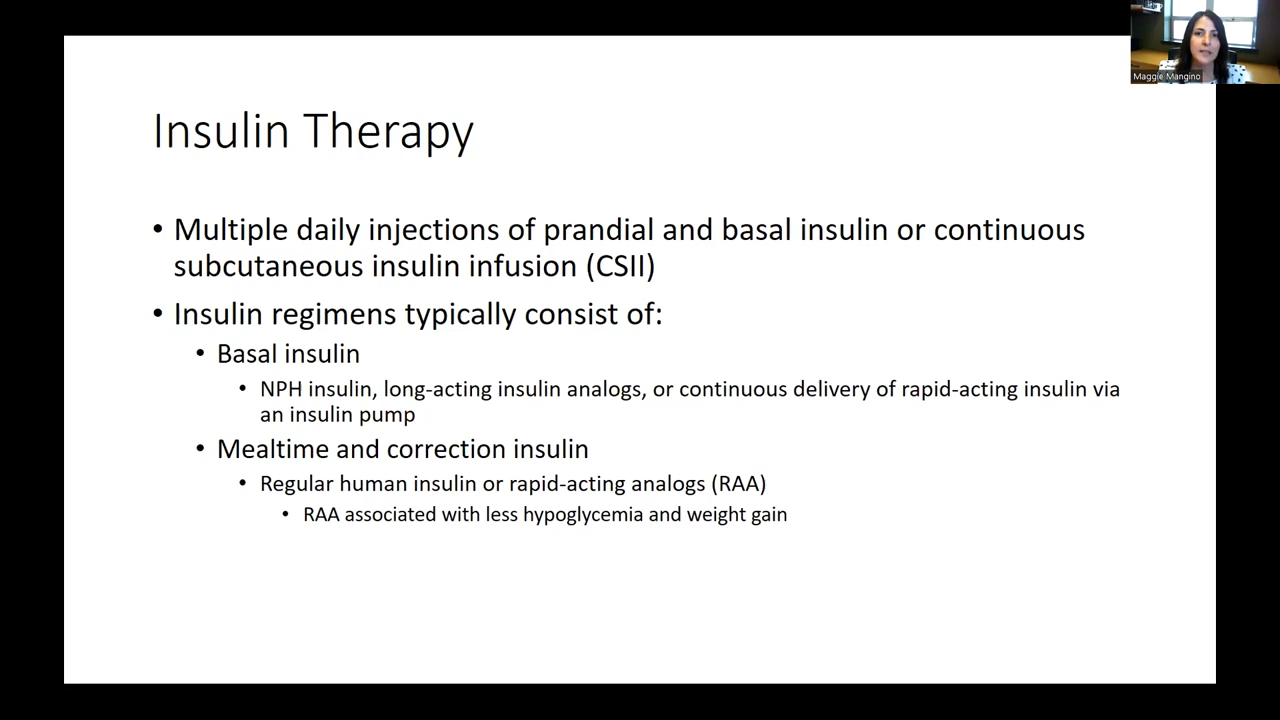 Maggie Mangino
Insulin Therapy
• Multiple daily injections of prandial and basal insulin or continuous
subcutaneous insulin infusion (CSII)
• Insulin regimens typically consist of:
• Basal insulin
• NPH insulin, long-acting insulin analogs, or continuous delivery of rapid-acting insulin via
an insulin pump
• Mealtime and correction insulin
• Regular human insulin or rapid-acting analogs (RAA)
• RAA associated with less hypoglycemia and weight gain